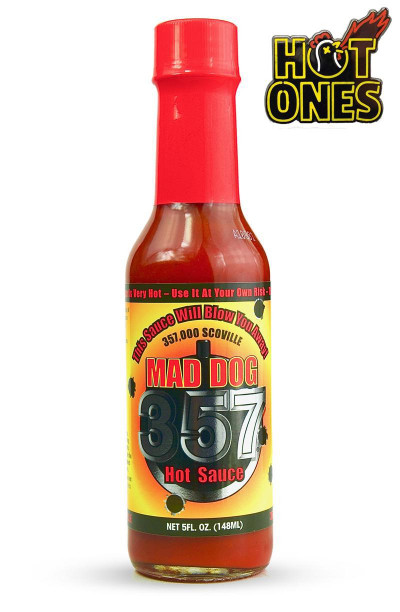 HOT
ONES
s Very Hot – Use It At Your Own Risk -
This Sauce Will Blow You Away!
357,000 SCOVILLE
MAD DOG
357
Hot Sauce
NET 5FL. OZ. (148ML)